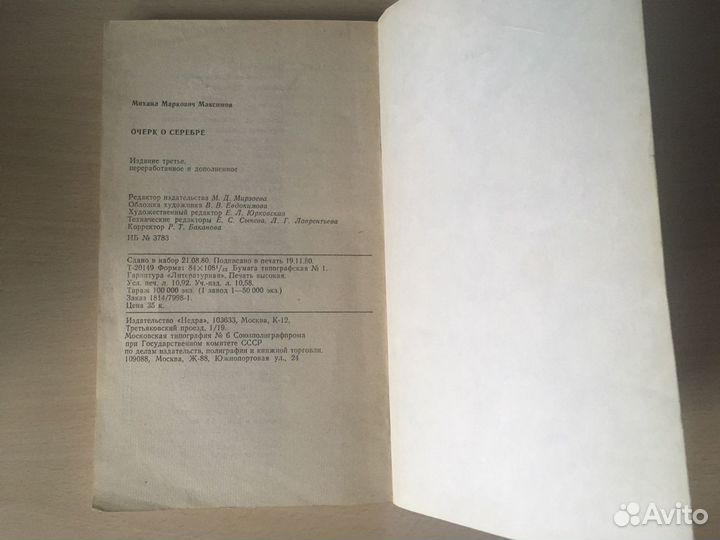 Михаил Маркович Максимов
ОЧЕРК О СЕРЕБРЕ
Издание третье,
переработанное и дополненное
Редактор издательства М. Д. Мирзаева
Обложка художника В. В. Евдокимова
Художественный редактор Е. Л. Юрковская
Технические редакторы Е. С. Сычева, Л. Г. Лаврентьева
Корректор Р. Т. Баканова
ИБ № 3783
Сдано в набор 21.08.80. Подписано в печать 19.11.80.
Т-20149 Формат 84×108¹/₃₂ Бумага типографская № 1.
Гарнитура «Литературная». Печать высокая.
Усл. печ. л. 10,92. Уч.-изд. л. 10,58.
Тираж 100 000 экз. (1 завод 1—50 000 экз.)
Заказ 1814/7998-1.
Цена 35 к.
Издательство «Недра», 103633, Москва, К-12,
Третьяковский проезд, 1/19.
Московская типография № 6 Союзполиграфпрома
при Государственном комитете СССР
по делам издательств, полиграфии и книжной торговли.
109088, Москва, Ж-88, Южнопортовая ул., 24
Avito